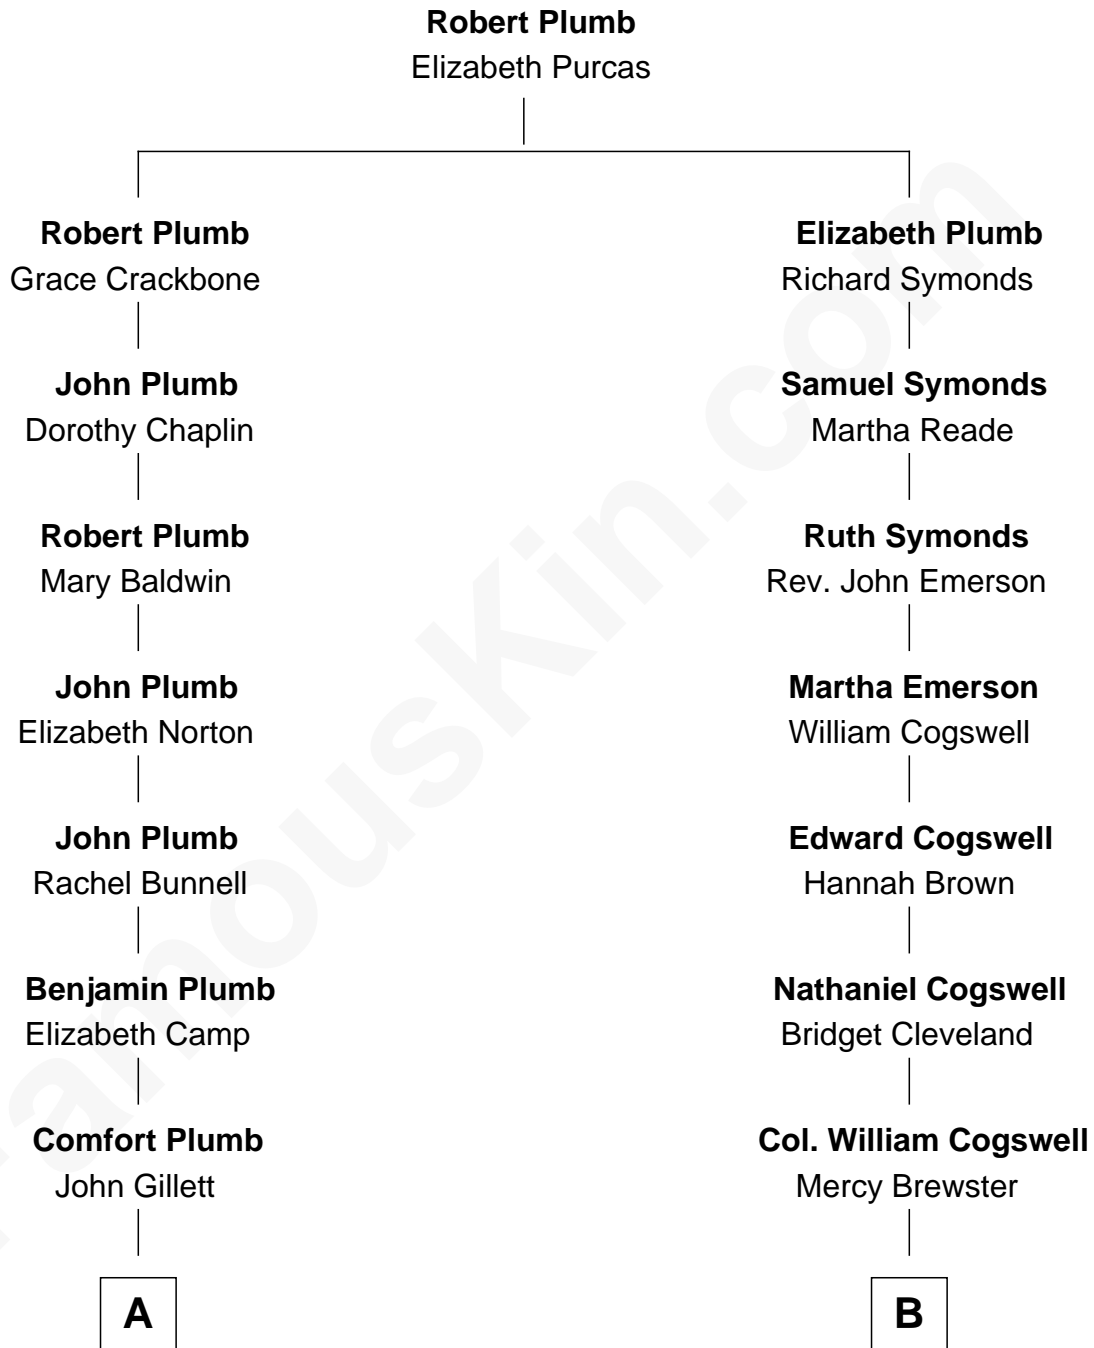 Robert Plumb
Elizabeth Purcas
Robert Plumb
Grace Crackbone
John Plumb
Dorothy Chaplin
Robert Plumb
Mary Baldwin
John Plumb
Elizabeth Norton
John Plumb
Rachel Bunnell
Benjamin Plumb
Elizabeth Camp
Comfort Plumb
John Gillett
A
Elizabeth Plumb
Richard Symonds
Samuel Symonds
Martha Reade
Ruth Symonds
Rev. John Emerson
Martha Emerson
William Cogswell
Edward Cogswell
Hannah Brown
Nathaniel Cogswell
Bridget Cleveland
Col. William Cogswell
Mercy Brewster
B
FamousKin.com